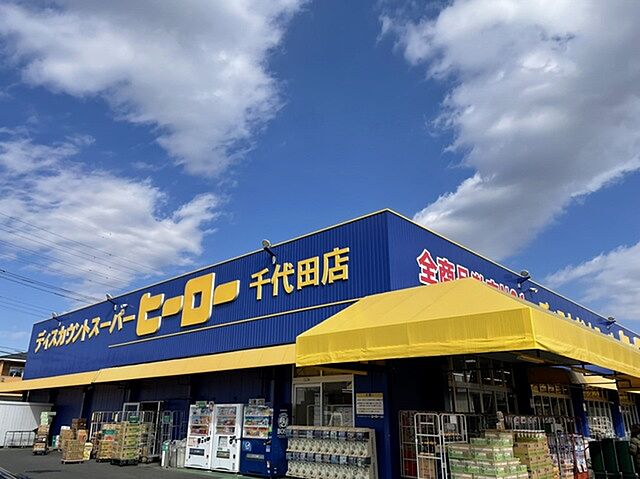 ディスカウントスーパー ヒーロー 千代田店
全商品